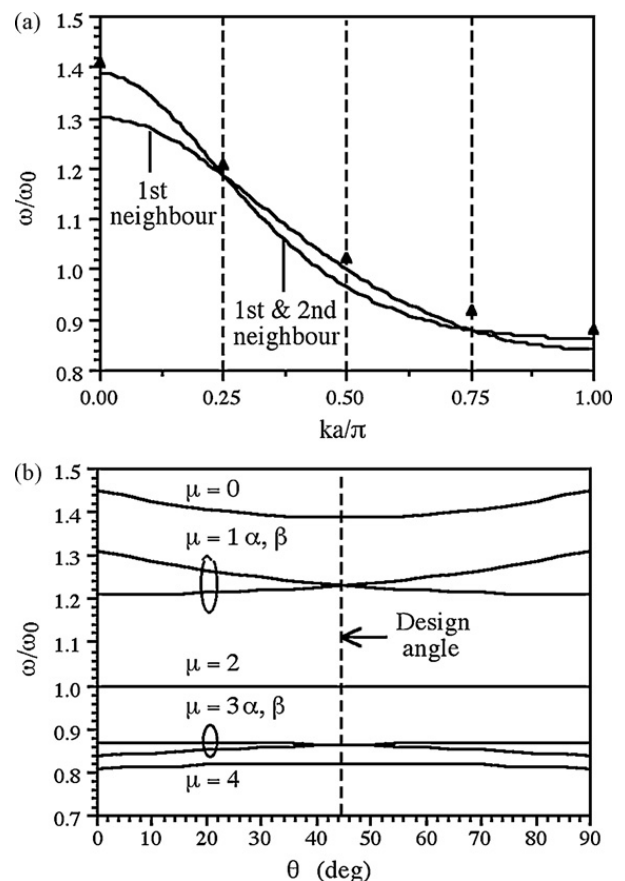 (a)
1.5
1.4
1.3
1.2
1.1
1.0
0.9
0.8
ω/ω0
1st
neighbour
1st & 2nd
neighbour
0.00 0.25 0.50 0.75 1.00
ka/π
(b)
1.5
1.4
1.3
1.2
1.1
1.0
0.9
0.8
0.7
ω/ω0
μ = 0
μ = 1 α, β
Design
angle
μ = 2
μ = 3 α, β
μ = 4
0 10 20 30 40 50 60 70 80 90
θ (deg)